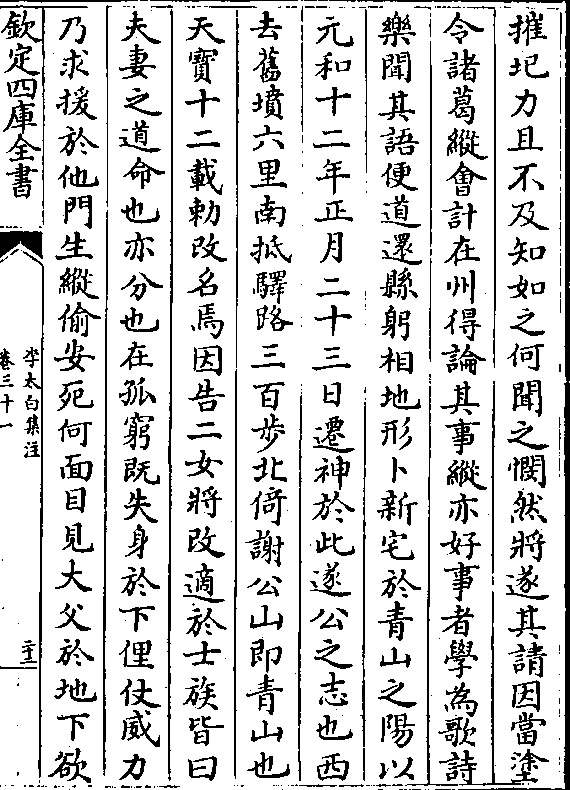 摧圮力且不及知如之何聞之憫然將遂其請因當塗
令諸葛縱會計在州得論其事縱亦好事者學為歌詩
樂聞其語便道還縣躬相地形卜新宅於青山之陽以
元和十二年正月二十三日遷神於此遂公之志也西
去舊墳六里南抵驛路三百步北倚謝公山即青山也
天寳十二載勅改名焉因告二女將改適於士族皆曰
夫妻之道命也亦分也在孤窮既失身於下俚仗威力
乃求援於他門生縱偷安死何面目見大父於地下欲
欽定四庫全書
李太白集注
卷三十一